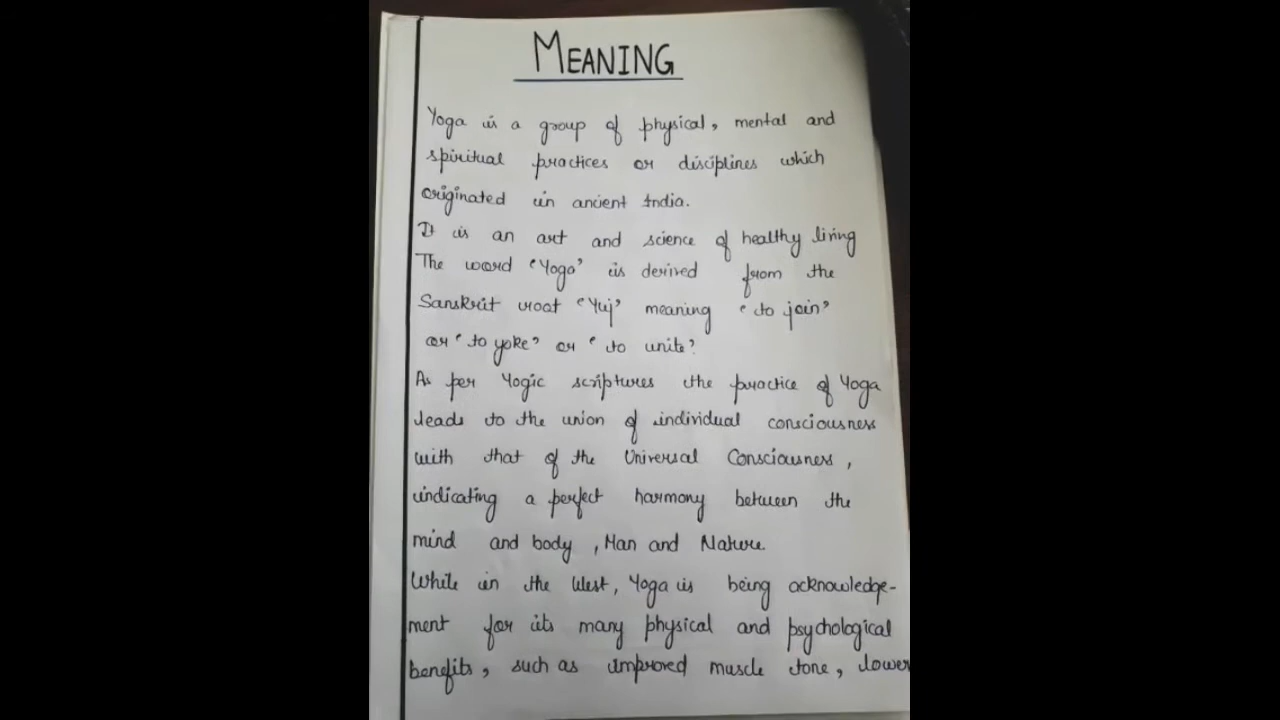 MEANING
Yoga is a group of physical, mental and
spiritual practices or disciplines which
originated in ancient India.
It is an art and science of healthy living
The word 'Yoga' is derived from the
Sanskrit root 'Yuj' meaning 'to join'
or 'to yoke' or 'to unite'.
As per Yogic scriptures the practice of Yoga
leads to the union of individual consciousness
with that of the Universal Consciousness,
indicating a perfect harmony between the
mind and body, Man and Nature.
While in the West, Yoga is being acknowledge-
ment for its many physical and psychological
benefits, such as improved muscle tone, lower